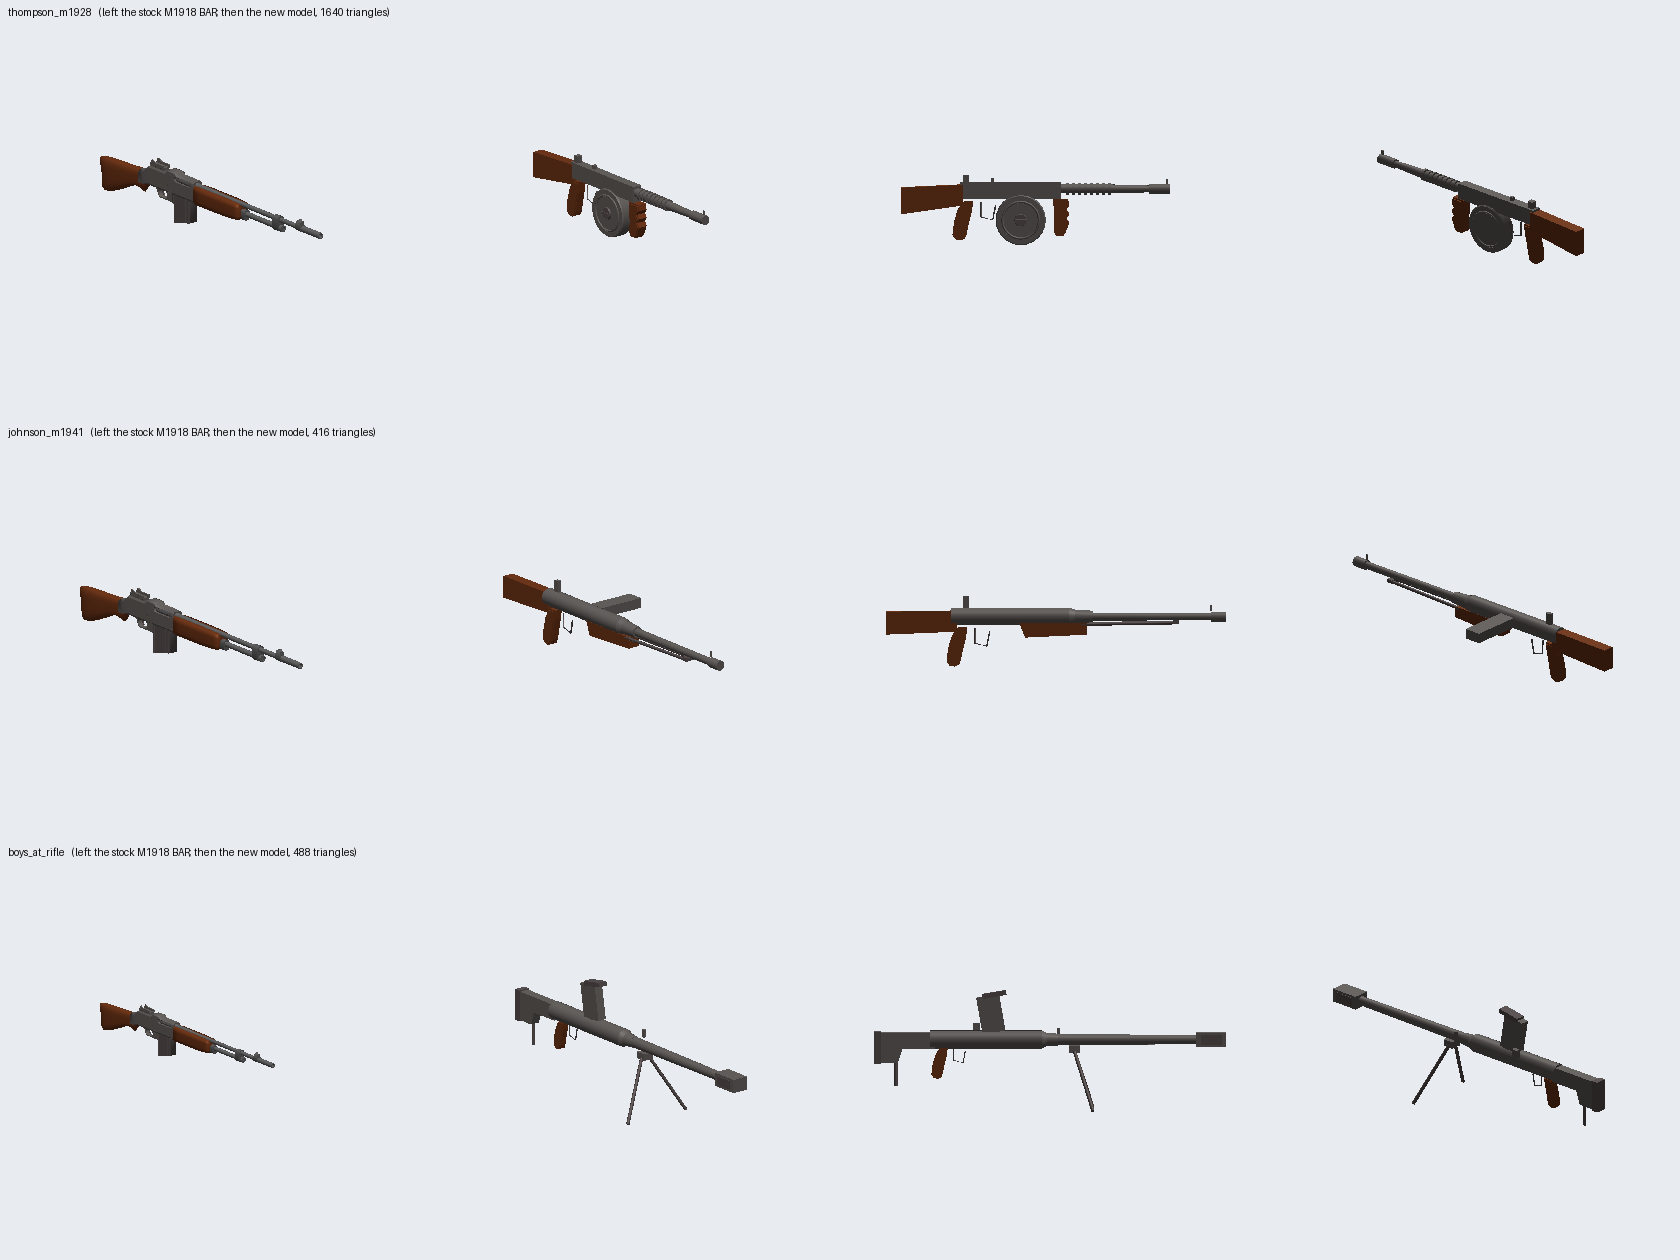 thompson_m1928 (left: the stock M1918 BAR; then the new model, 1640 triangles)
johnson_m1941 (left: the stock M1918 BAR; then the new model, 416 triangles)
boys_at_rifle (left: the stock M1918 BAR; then the new model, 488 triangles)